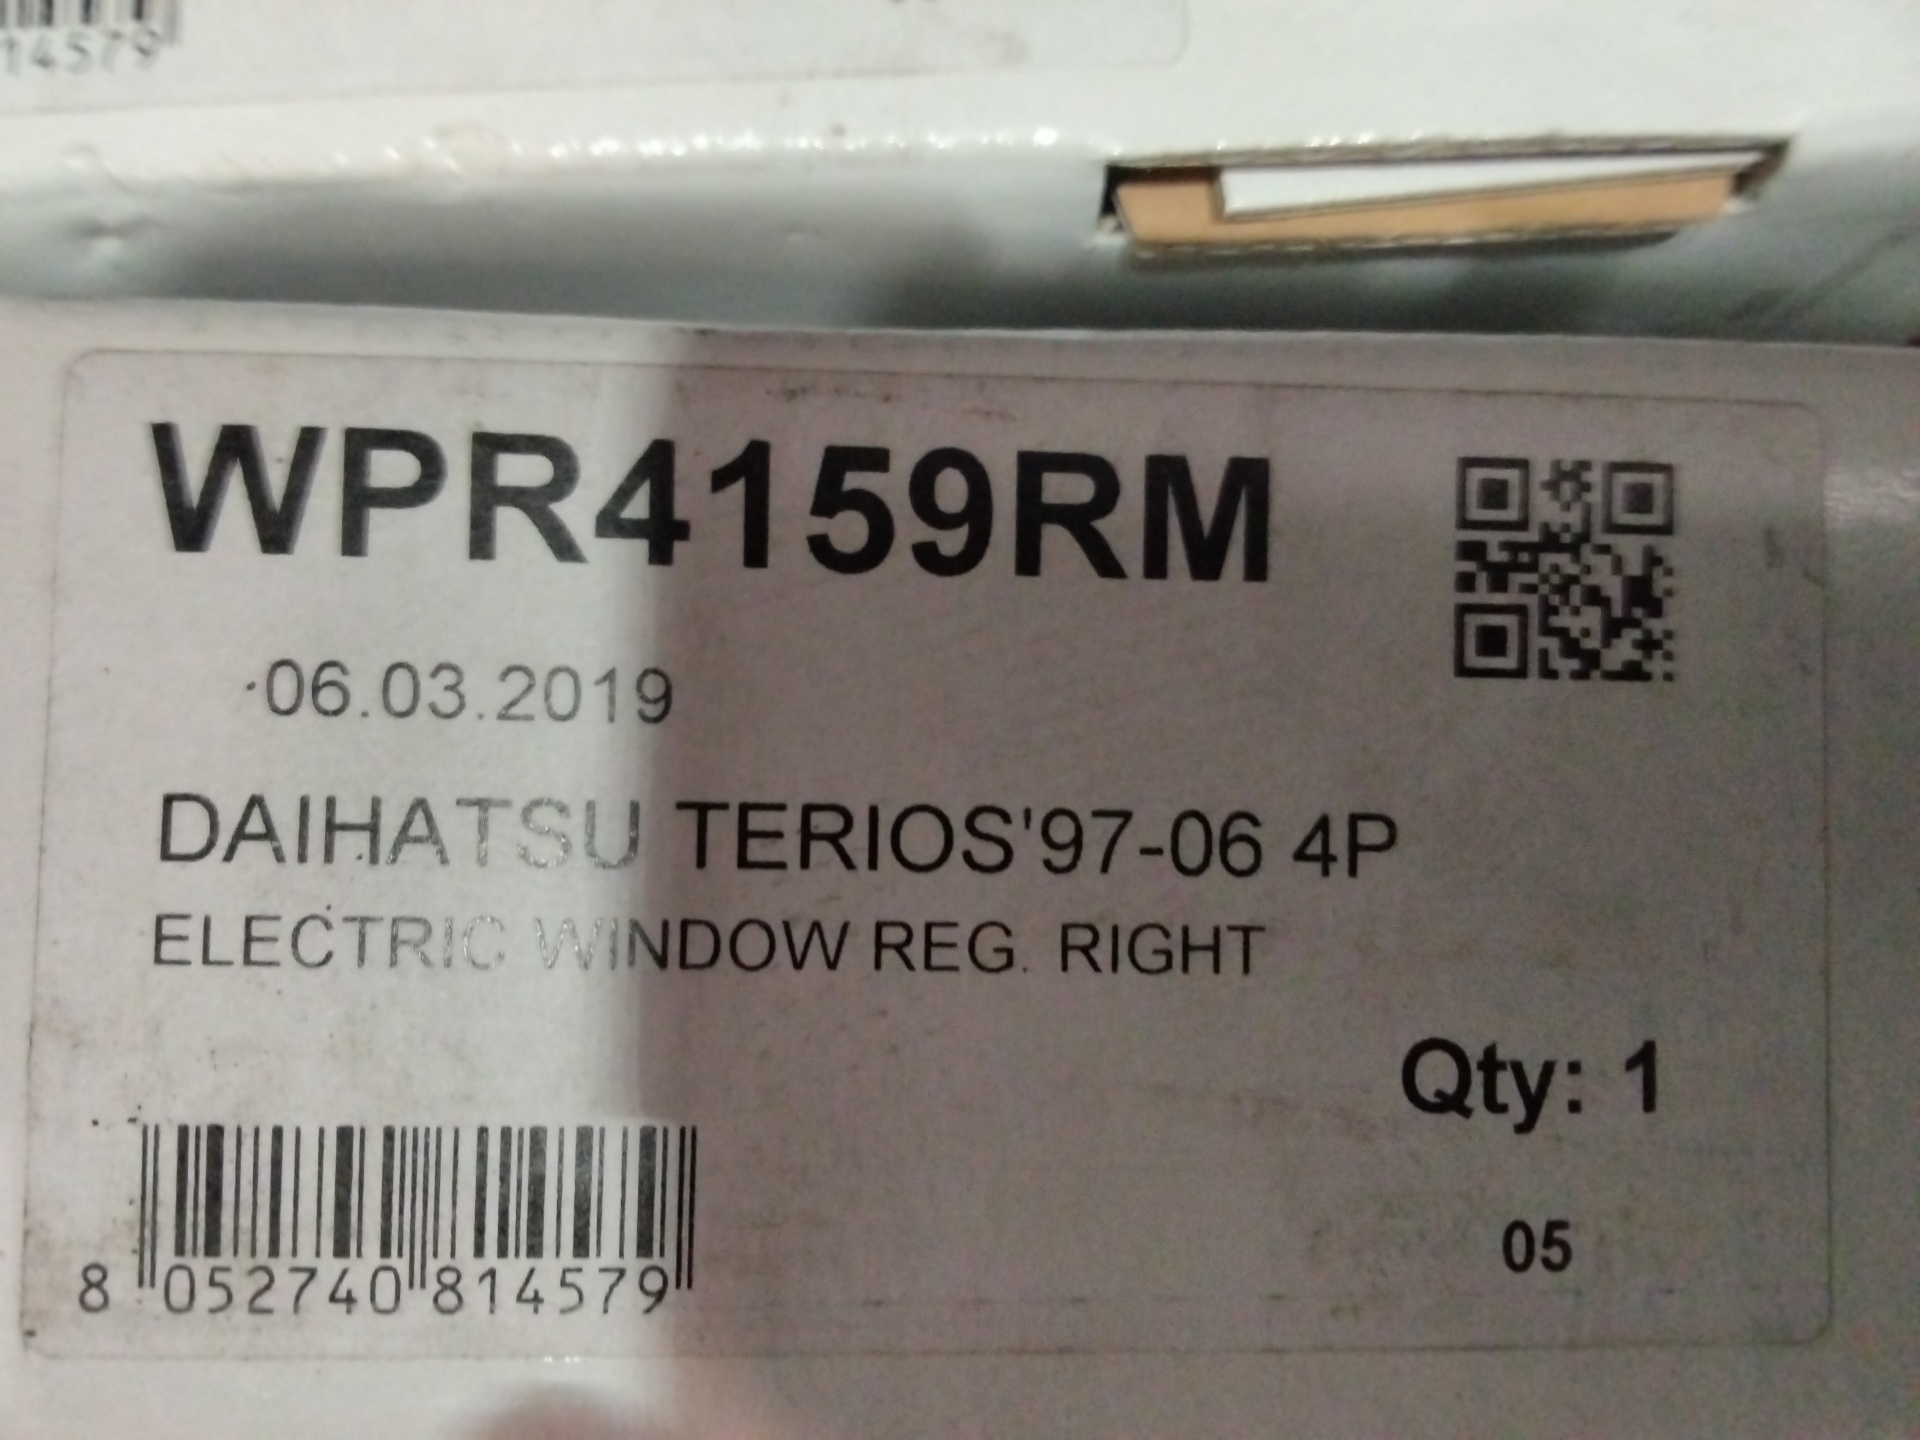 14579
WPR4159RM
06.03.2019
DAIHATSU TERIOS'97-06 4P
ELECTRIC WINDOW REG. RIGHT
Qty: 1
05
8 052740 814579